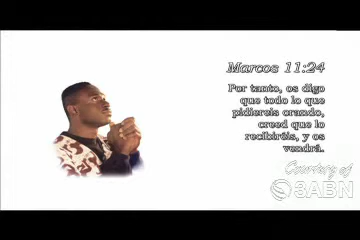 Marcos 11:24
Por tanto, os digo
que todo lo que
pidiereis orando,
creed que lo
recibiréis, y os
vendrá.
Courtesy of
3ABN